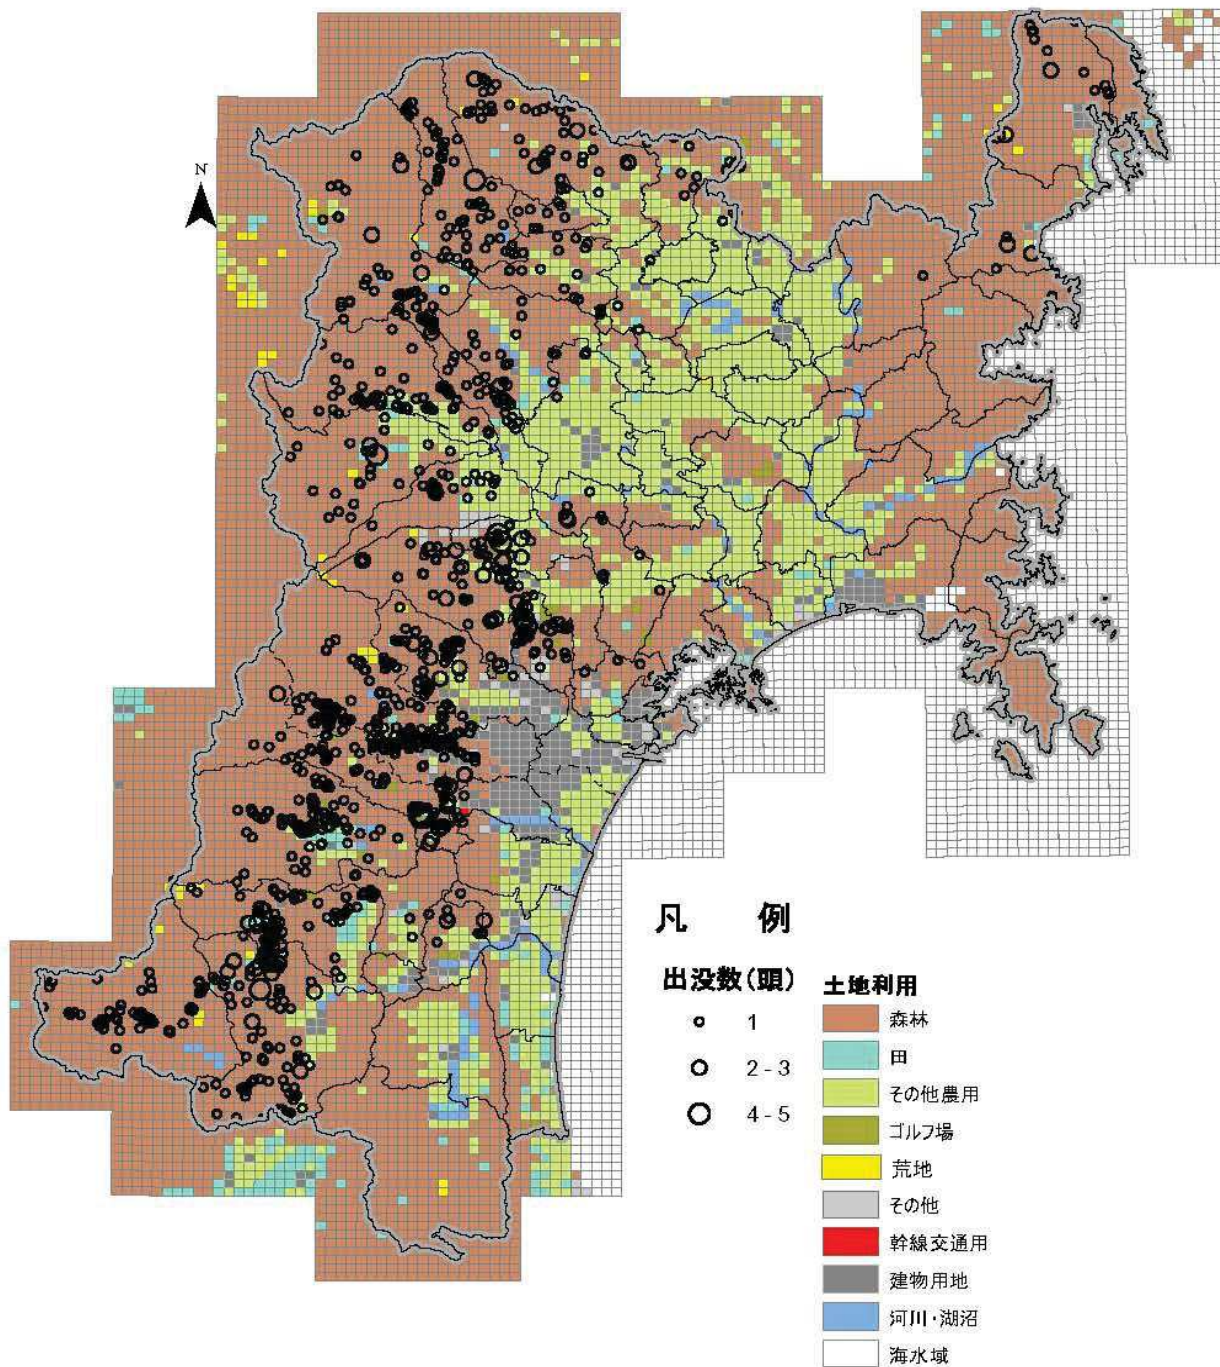 N
凡 例
出没数(頭)
1
2 - 3
4 - 5
土地利用
森林
田
その他農用
ゴルフ場
荒地
その他
幹線交通用
建物用地
河川・湖沼
海水域